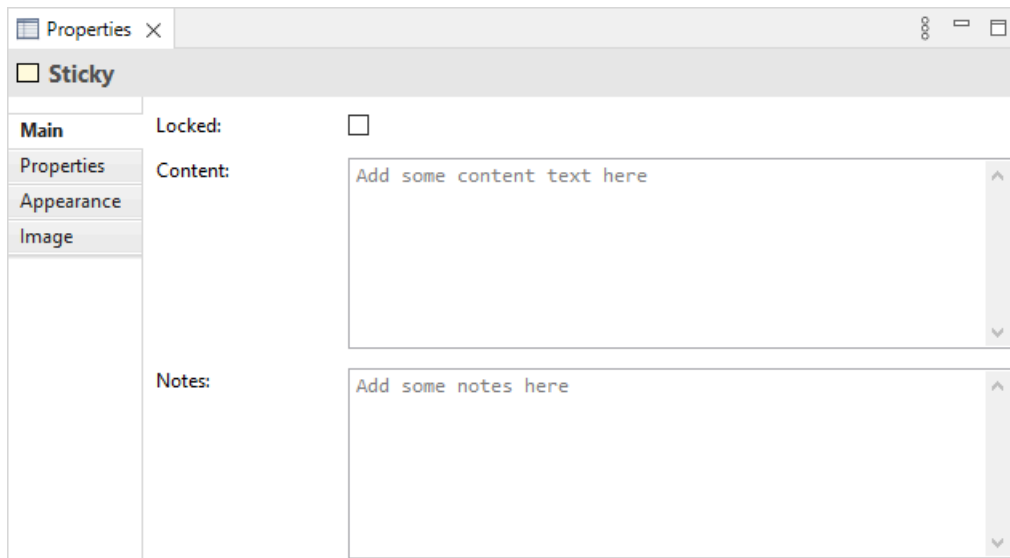 Properties
Sticky
Main
Properties
Appearance
Image
Locked:
Content:
Add some content text here
Notes:
Add some notes here